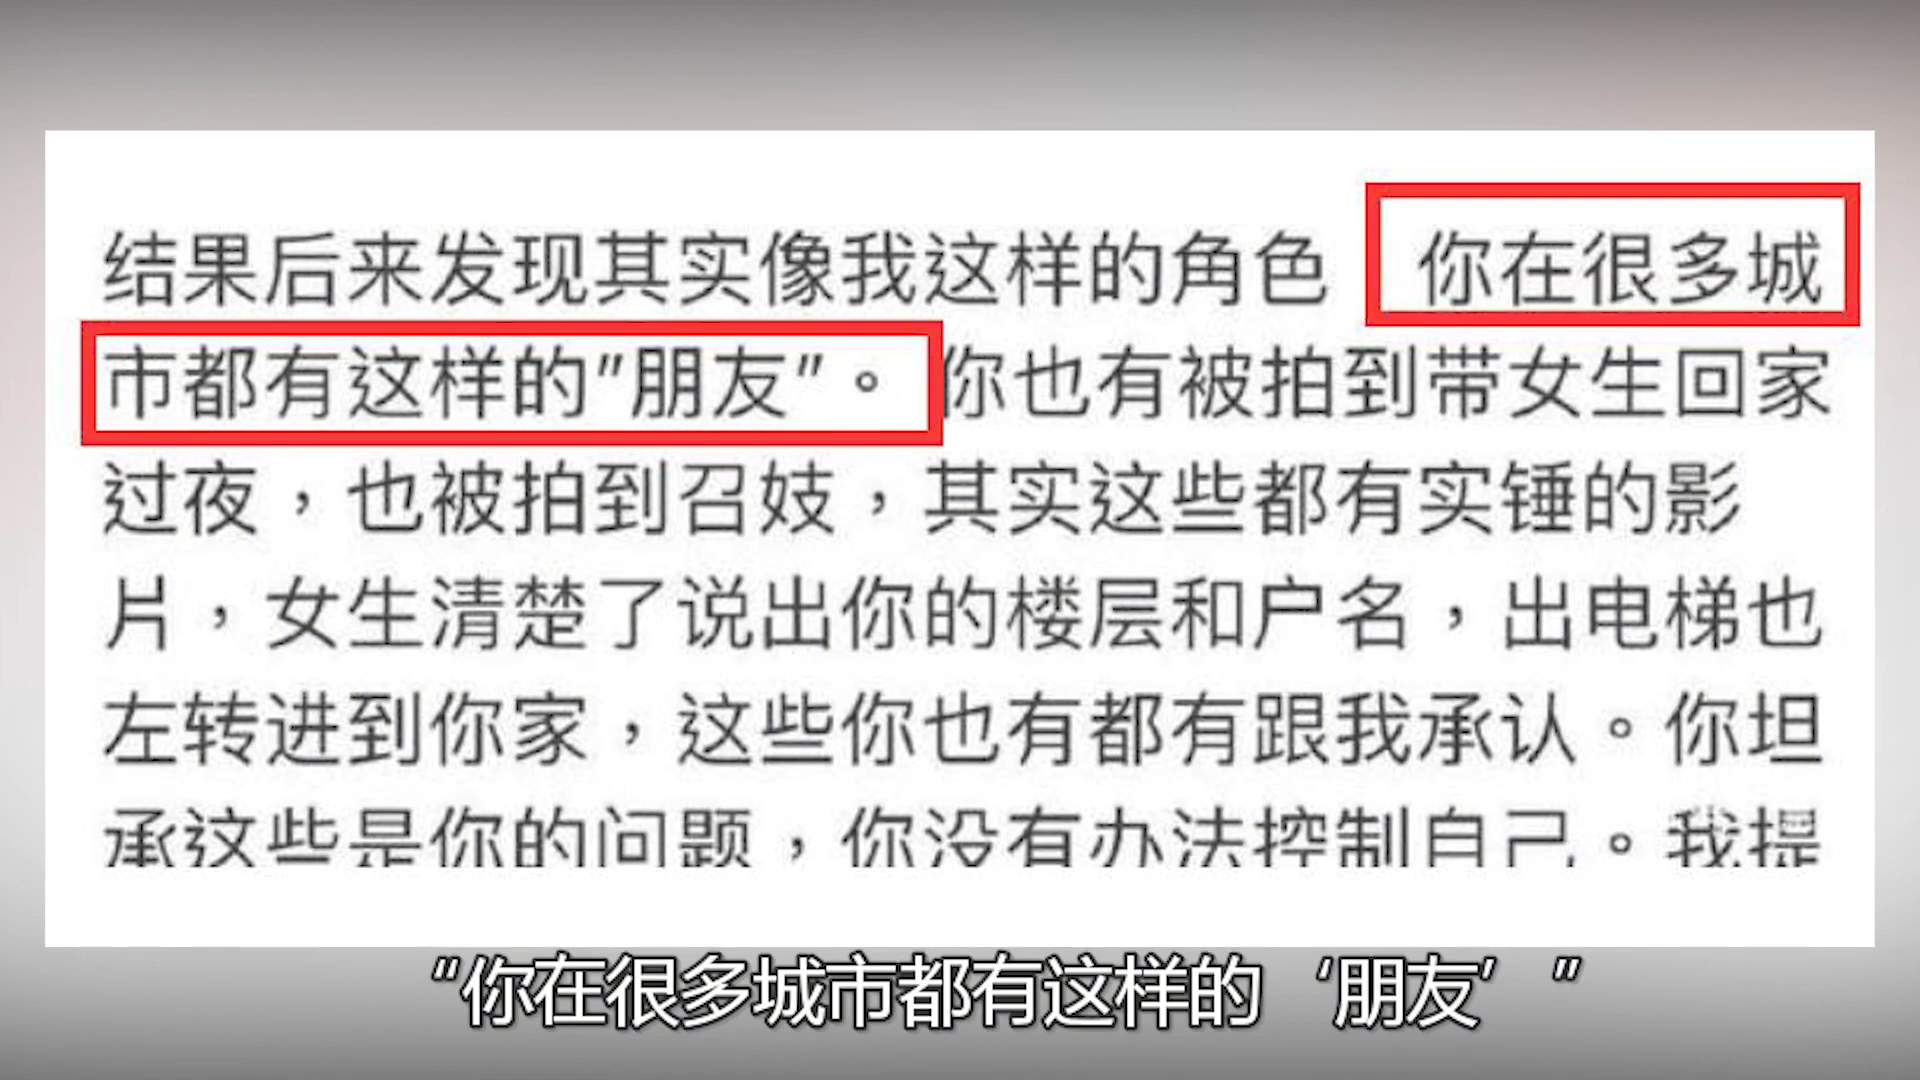 结果后来发现其实像我这样的角色 你在很多城
市都有这样的"朋友"。你也有被拍到带女生回家
过夜，也被拍到召妓，其实这些都有实锤的影
片，女生清楚了说出你的楼层和户名，出电梯也
左转进到你家，这些你也有都有跟我承认。你坦
承这些是你的问题，你没有办法控制自己。我提
“你在很多城市都有这样的‘朋友’”